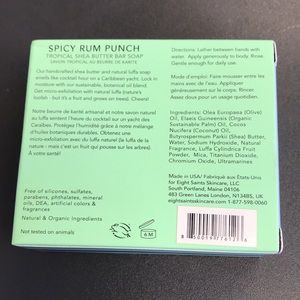 SPICY RUM PUNCH
TROPICAL SHEA BUTTER BAR SOAP
SAVON TROPICAL AU BEURRE DE KARITE
Our handcrafted shea butter and natural luffa soap
smells like cocktail hour on a Caribbean yacht. Lock in
moisture with our sustainable, botanical oil blend.
Get micro-exfoliation with natural luffa (nature's
loofah - but it's a fruit and grows on trees). Cheers!
Notre beurre de karité artisanal et notre savon naturel
au luffa sentent l'heure du cocktail sur un yacht des
Caraïbes. Protégez l'humidité grâce à notre mélange
d'huiles botaniques durables. Obtenez une
micro-exfoliation avec du luffa naturel (luffa de la
nature - mais c'est un fruit qui pousse sur les arbres).
À votre santé!
Free of silicones, sulfates,
parabens, phthalates, mineral
oils, DEA, artificial colors &
fragrances
Natural & Organic Ingredients
Not tested on animals
6 M
Directions: Lather between hands with
water. Apply generously to body. Rinse.
Gentle enough for daily use.
Mode d'emploi: Faire mousser entre les
mains avec de l'eau. Appliquer
généreusement sur le corps. Rincer.
Assez doux pour un usage quotidien.
Ingredients: Olea Europaea (Olive)
Oil, Elaeis Guineensis (Organic
Sustainable Palm) Oil, Cocos
Nucifera (Coconut) Oil,
Butyrospermum Parkii (Shea) Butter,
Water, Sodium Hydroxide, Natural
Fragrance, Luffa Cylindrica Fruit
Powder, Mica, Titanium Dioxide,
Chromium Oxide, Ultramarines
Made in USA/ Fabriqué aux États Unis
for Eight Saints Skincare, LLC
South Portland, Maine 04106
483 Green Lanes London, N134BS, UK
eightsaintskincare.com 1-877-598-0060